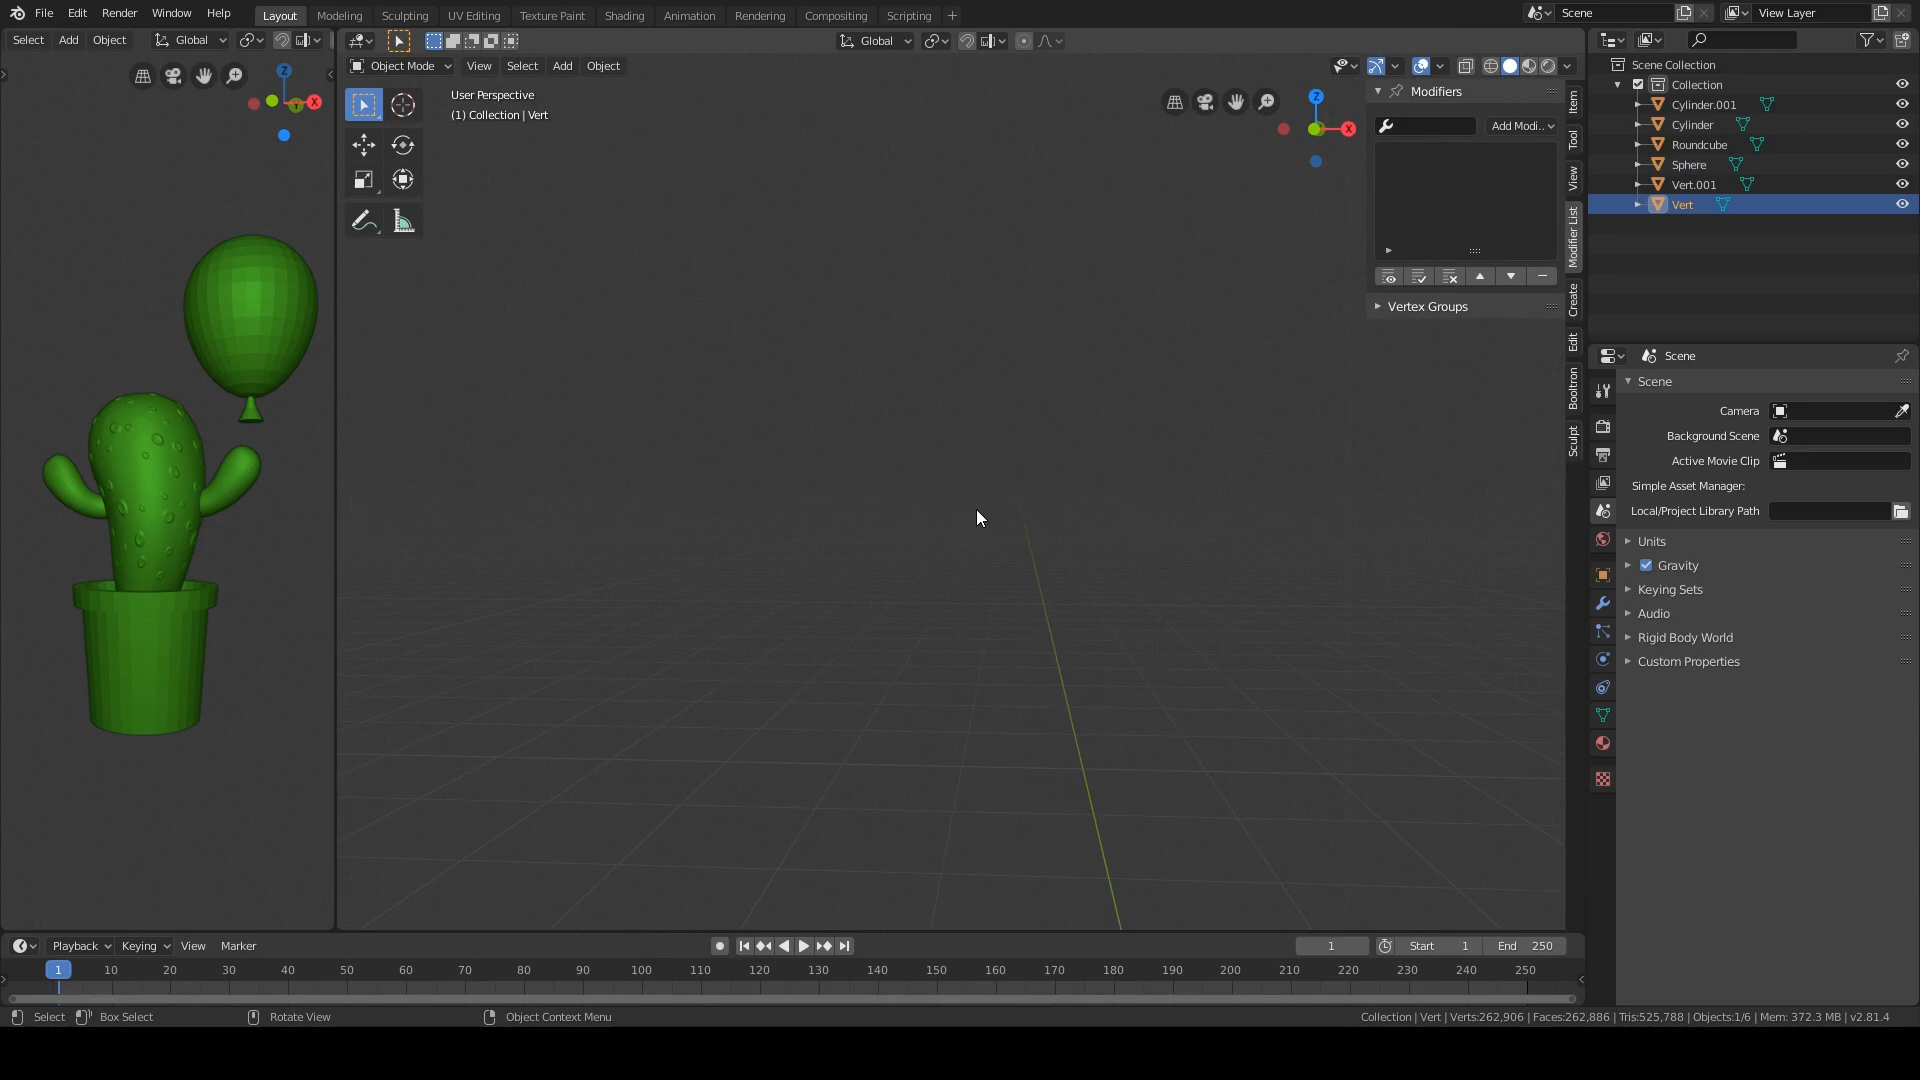 File Edit Render Window Help Layout Modeling Sculpting UV Editing Texture Paint Shading Animation Rendering Compositing Scripting + Scene View Layer
Select Add Object Global Global
Object Mode View Select Add Object
User Perspective
(1) Collection | Vert
Z
X
Y
Z
X
Modifiers
Add Modi..
Vertex Groups
Item
Tool
View
Modifier List
Create
Edit
Booltron
Sculpt
Scene Collection
Collection
Cylinder.001
Cylinder
Roundcube
Sphere
Vert.001
Vert
Scene
Scene
Camera
Background Scene
Active Movie Clip
Simple Asset Manager:
Local/Project Library Path
Units
Gravity
Keying Sets
Audio
Rigid Body World
Custom Properties
Playback Keying View Marker 1 Start 1 End 250
1 10 20 30 40 50 60 70 80 90 100 110 120 130 140 150 160 170 180 190 200 210 220 230 240 250
Select Box Select Rotate View Object Context Menu Collection | Vert | Verts:262,906 | Faces:262,886 | Tris:525,788 | Objects:1/6 | Mem: 372.3 MB | v2.81.4